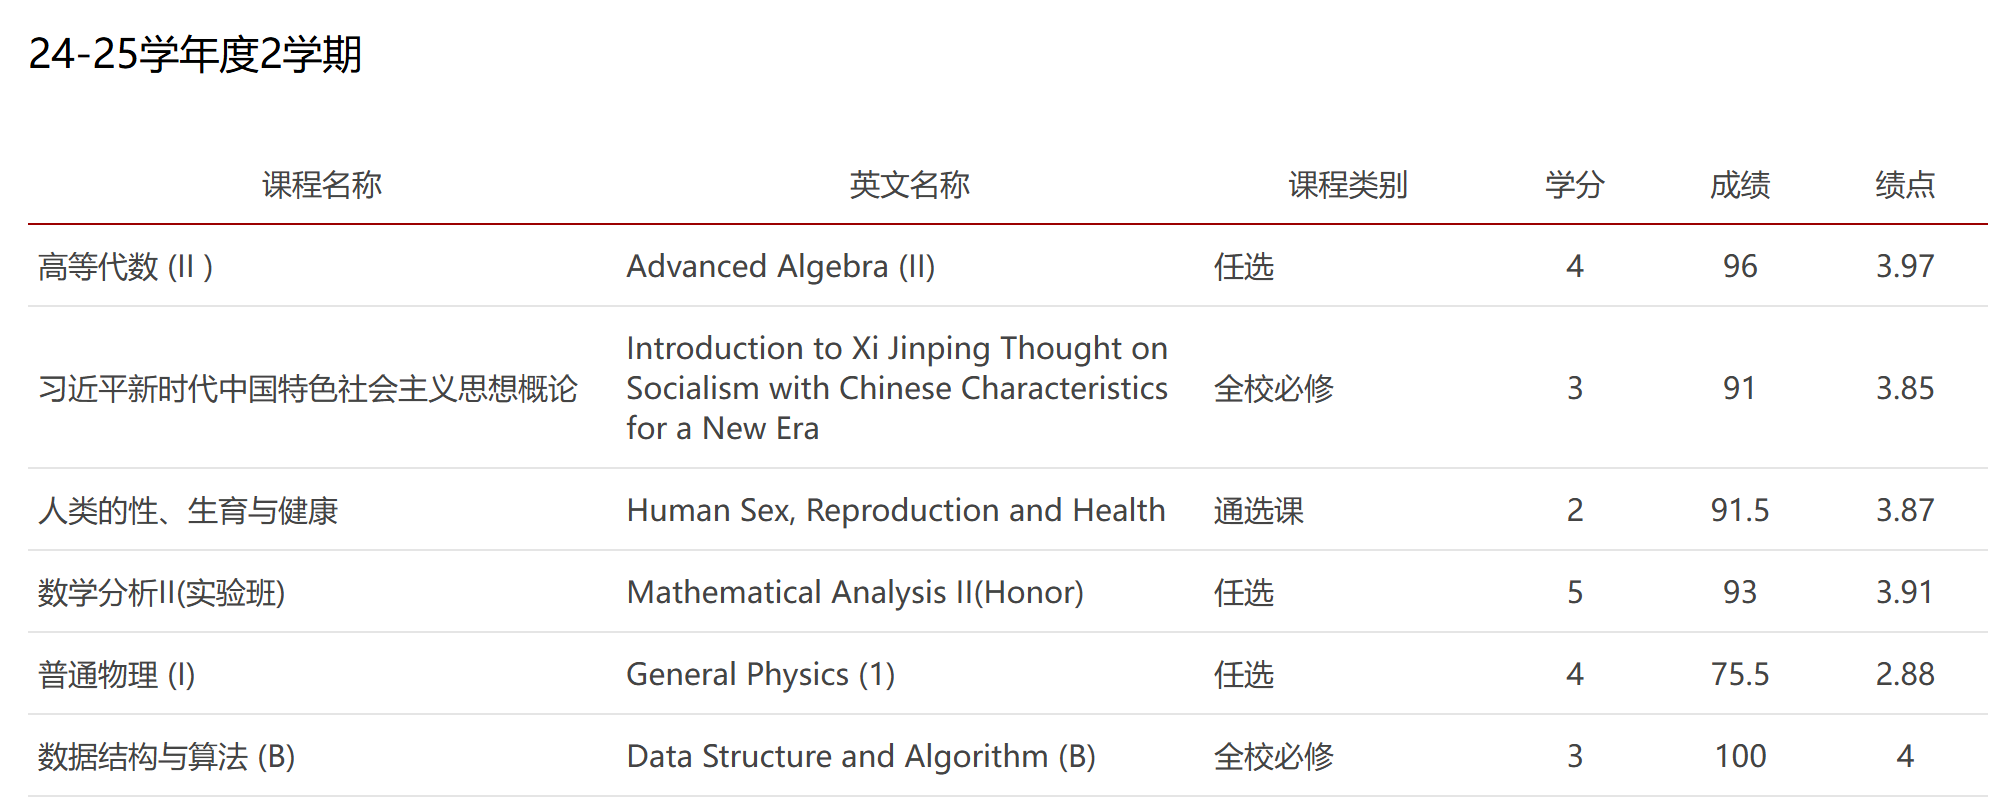 24-25学年度2学期
课程名称 英文名称 课程类别 学分 成绩 绩点
高等代数 (II ) Advanced Algebra (II) 任选 4 96 3.97
习近平新时代中国特色社会主义思想概论 Introduction to Xi Jinping Thought on
Socialism with Chinese Characteristics
for a New Era 全校必修 3 91 3.85
人类的性、生育与健康 Human Sex, Reproduction and Health 通选课 2 91.5 3.87
数学分析II(实验班) Mathematical Analysis II(Honor) 任选 5 93 3.91
普通物理 (I) General Physics (1) 任选 4 75.5 2.88
数据结构与算法 (B) Data Structure and Algorithm (B) 全校必修 3 100 4